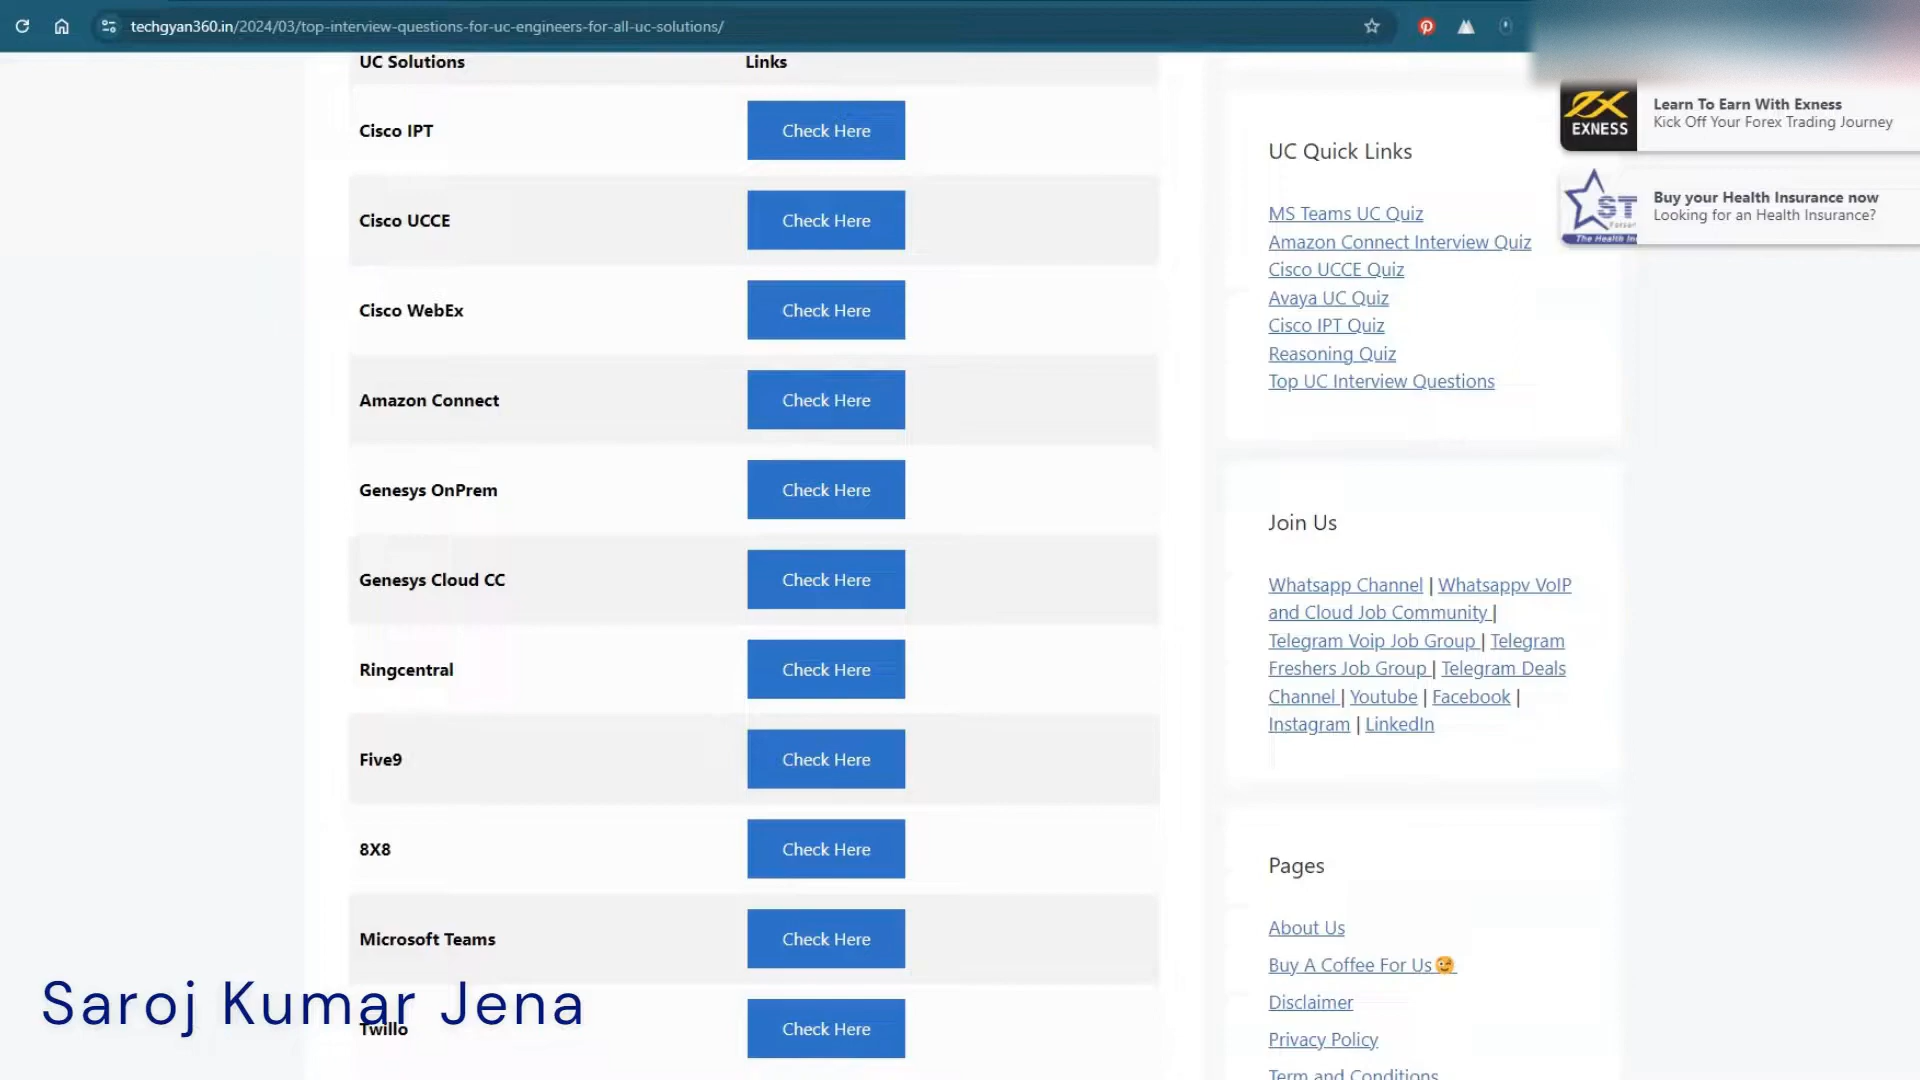 techgyan360.in/2024/03/top-interview-questions-for-uc-engineers-for-all-uc-solutions/
UC Solutions Links
Cisco IPT Check Here
Cisco UCCE Check Here
Cisco WebEx Check Here
Amazon Connect Check Here
Genesys OnPrem Check Here
Genesys Cloud CC Check Here
Ringcentral Check Here
Five9 Check Here
8X8 Check Here
Microsoft Teams Check Here
Twillo Check Here
Saroj Kumar Jena
UC Quick Links
MS Teams UC Quiz
Amazon Connect Interview Quiz
Cisco UCCE Quiz
Avaya UC Quiz
Cisco IPT Quiz
Reasoning Quiz
Top UC Interview Questions
Join Us
Whatsapp Channel | Whatsappv VoIP
and Cloud Job Community |
Telegram Voip Job Group | Telegram
Freshers Job Group | Telegram Deals
Channel | Youtube | Facebook |
Instagram | LinkedIn
Pages
About Us
Buy A Coffee For Us😉
Disclaimer
Privacy Policy
Term and Conditions
EXNESS
Learn To Earn With Exness
Kick Off Your Forex Trading Journey
ST
The Health In
Buy your Health Insurance now
Looking for an Health Insurance?